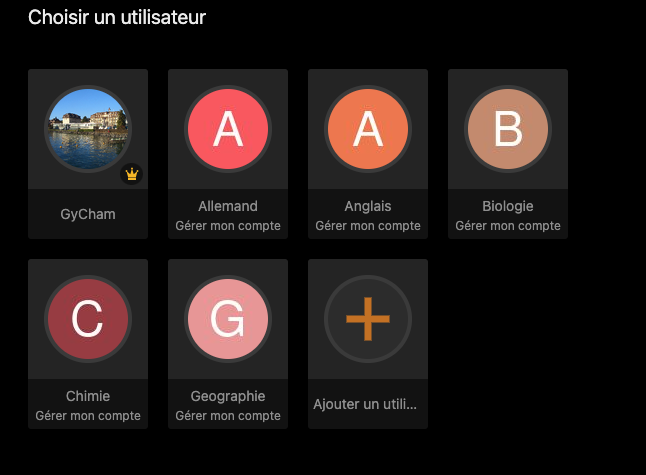 Choisir un utilisateur
GyCham
A
Allemand
Gérer mon compte
A
Anglais
Gérer mon compte
B
Biologie
Gérer mon compte
C
Chimie
Gérer mon compte
G
Geographie
Gérer mon compte
Ajouter un utili...